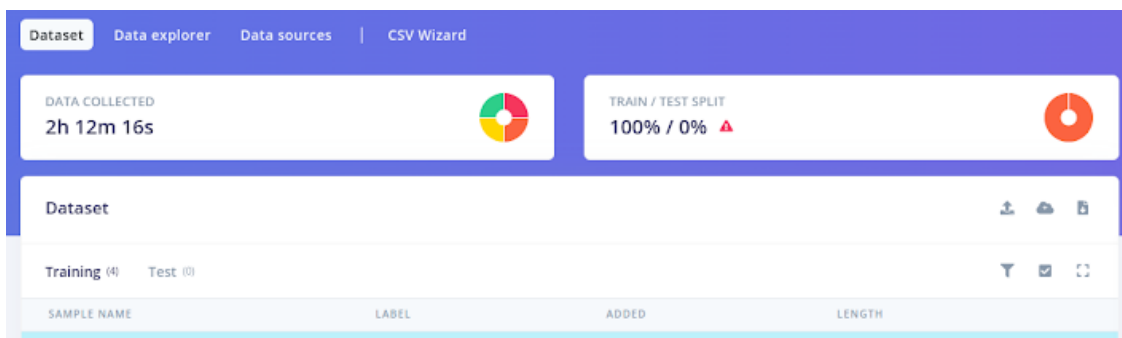 Dataset Data explorer Data sources | CSV Wizard
DATA COLLECTED
2h 12m 16s
TRAIN / TEST SPLIT
100% / 0%
Dataset
Training (4) Test (0)
SAMPLE NAME LABEL ADDED LENGTH